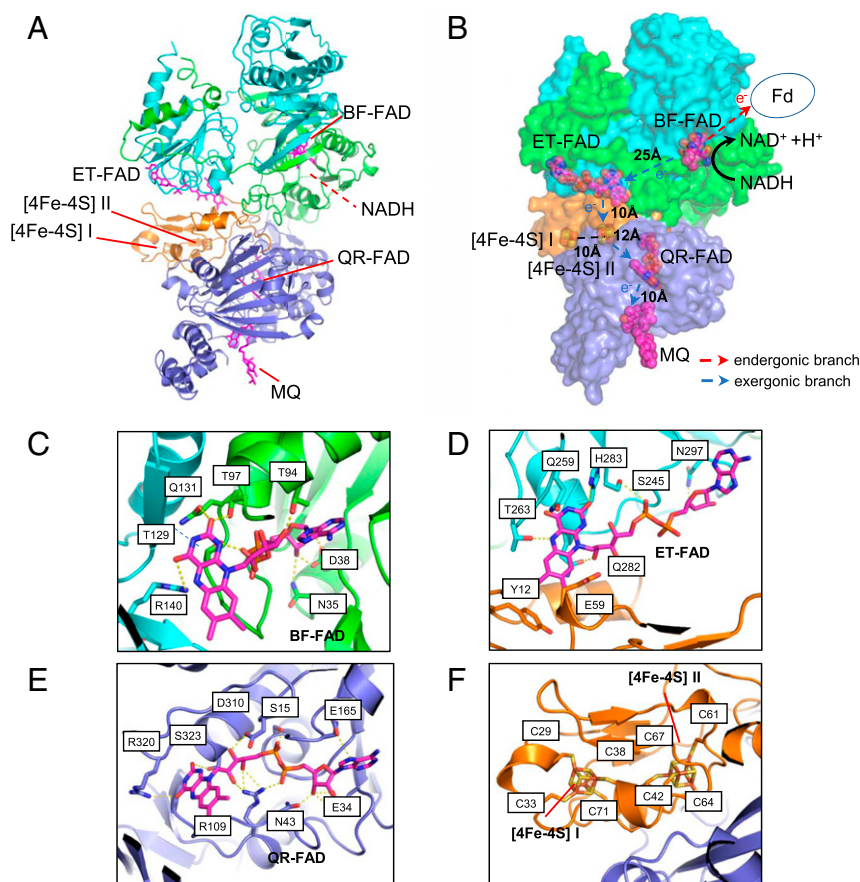 A
BF-FAD
ET-FAD
[4Fe-4S] II
NADH
[4Fe-4S] I
QR-FAD
MQ
B
e-
Fd
BF-FAD
ET-FAD
NAD+ +H+
25Å
e-
NADH
e-
10Å
[4Fe-4S] I
12Å
QR-FAD
10Å
[4Fe-4S] II
e-
10Å
MQ
endergonic branch
exergonic branch
C
T97
T94
Q131
T129
D38
R140
N35
BF-FAD
D
H283
N297
Q259
S245
T263
ET-FAD
Q282
Y12
E59
E
D310
S15
E165
S323
R320
E34
N43
R109
QR-FAD
F
[4Fe-4S] II
C61
C29
C67
C38
C33
C42
C64
C71
[4Fe-4S] I